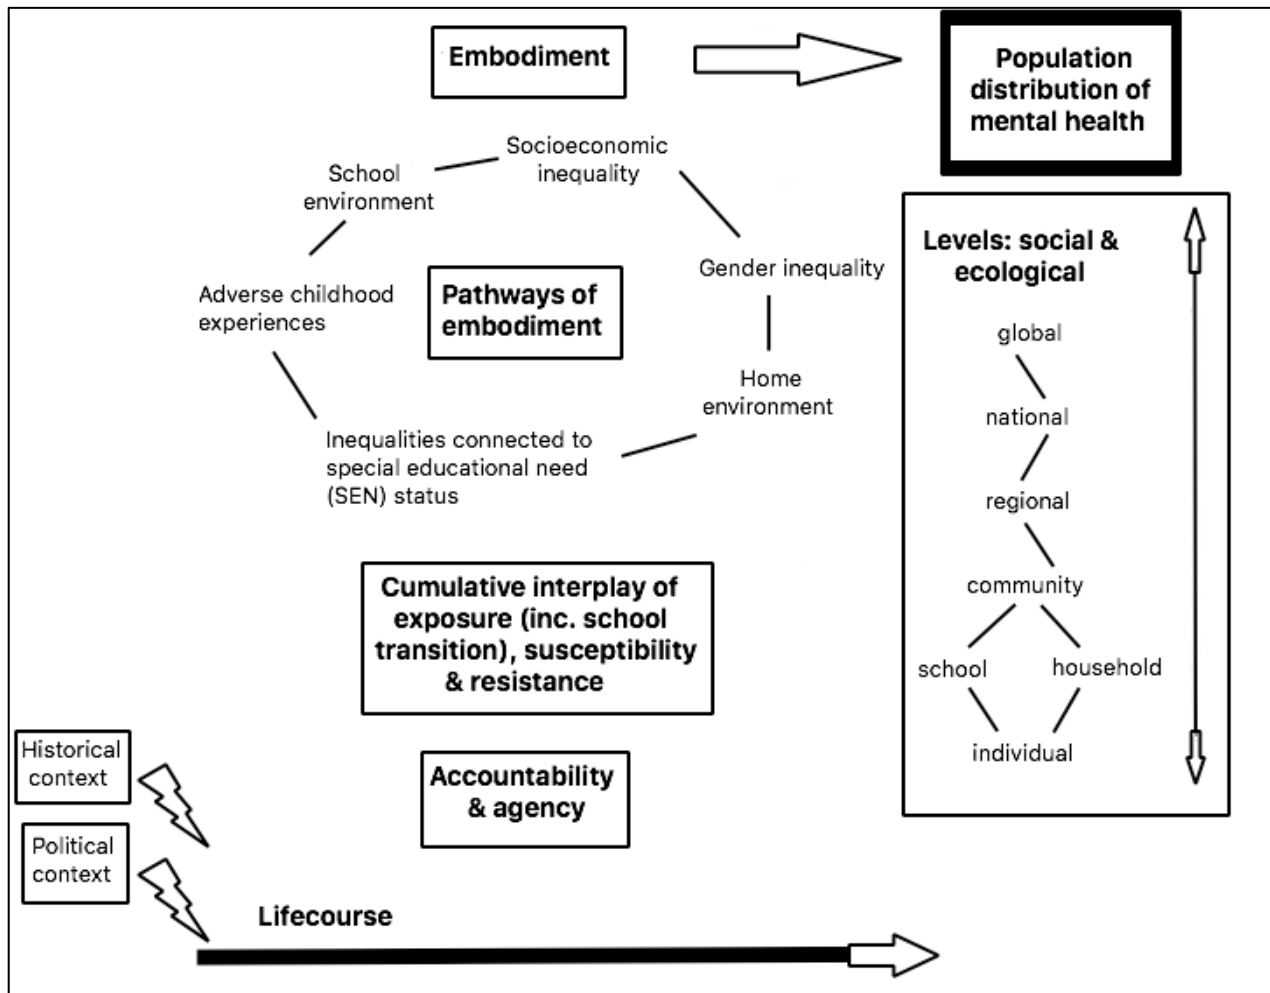 Embodiment
Population
distribution of
mental health
Socioeconomic
inequality
School
environment
Gender inequality
Adverse childhood
experiences
Pathways of
embodiment
Home
environment
Inequalities connected to
special educational need
(SEN) status
Levels: social &
ecological
global
national
regional
community
school
household
individual
Cumulative interplay of
exposure (inc. school
transition), susceptibility
& resistance
Accountability
& agency
Historical
context
Political
context
Lifecourse